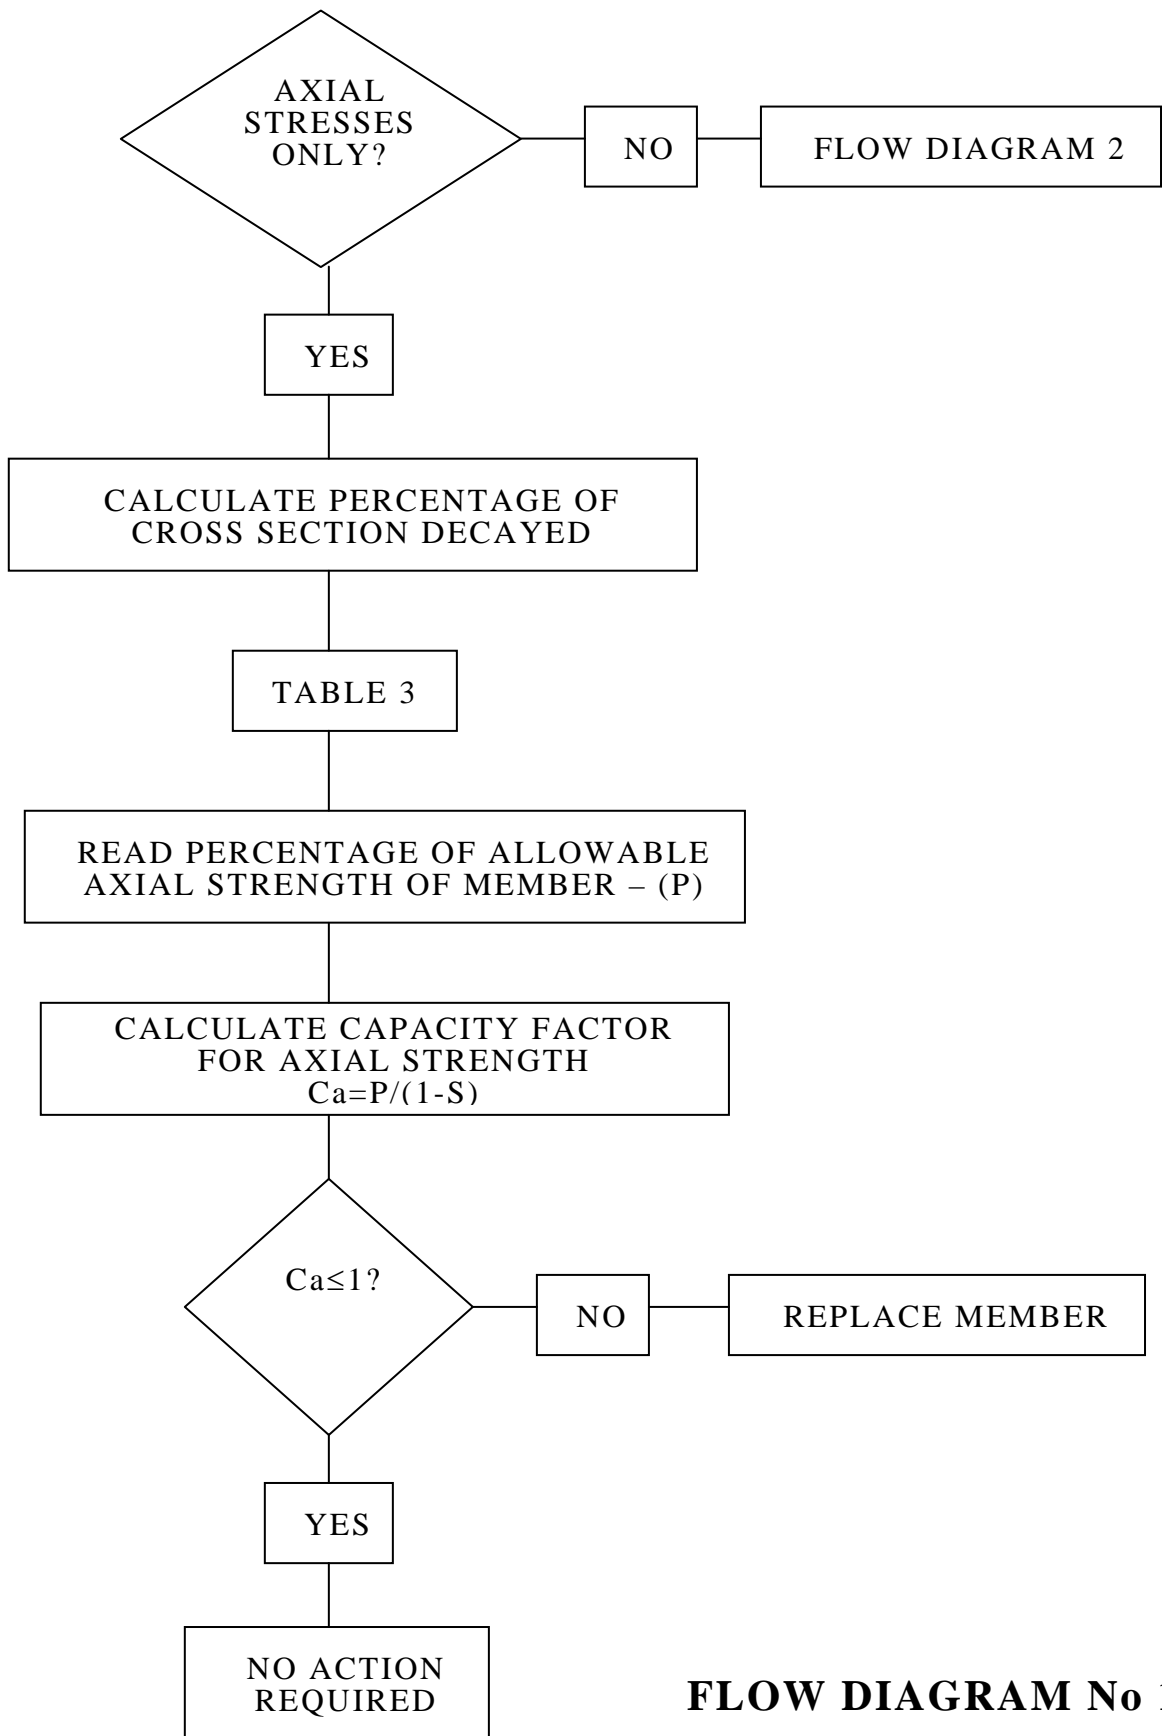 AXIAL
STRESSES
ONLY?
NO
FLOW DIAGRAM 2
YES
CALCULATE PERCENTAGE OF
CROSS SECTION DECAYED
TABLE 3
READ PERCENTAGE OF ALLOWABLE
AXIAL STRENGTH OF MEMBER – (P)
CALCULATE CAPACITY FACTOR
FOR AXIAL STRENGTH
Ca=P/(1-S)
Ca≤1?
NO
REPLACE MEMBER
YES
NO ACTION
REQUIRED
FLOW DIAGRAM No 1